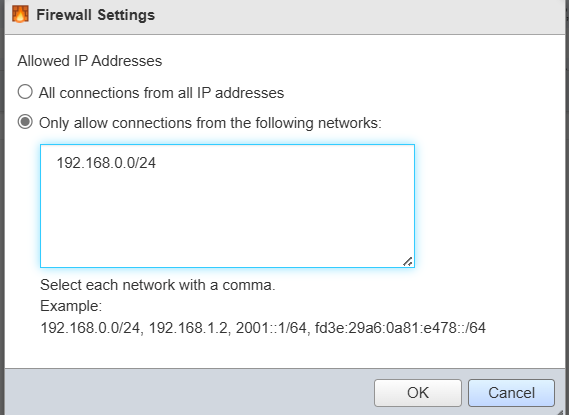 Firewall Settings
Allowed IP Addresses
All connections from all IP addresses
Only allow connections from the following networks:
192.168.0.0/24
Select each network with a comma.
Example:
192.168.0.0/24, 192.168.1.2, 2001::1/64, fd3e:29a6:0a81:e478::/64
OK
Cancel